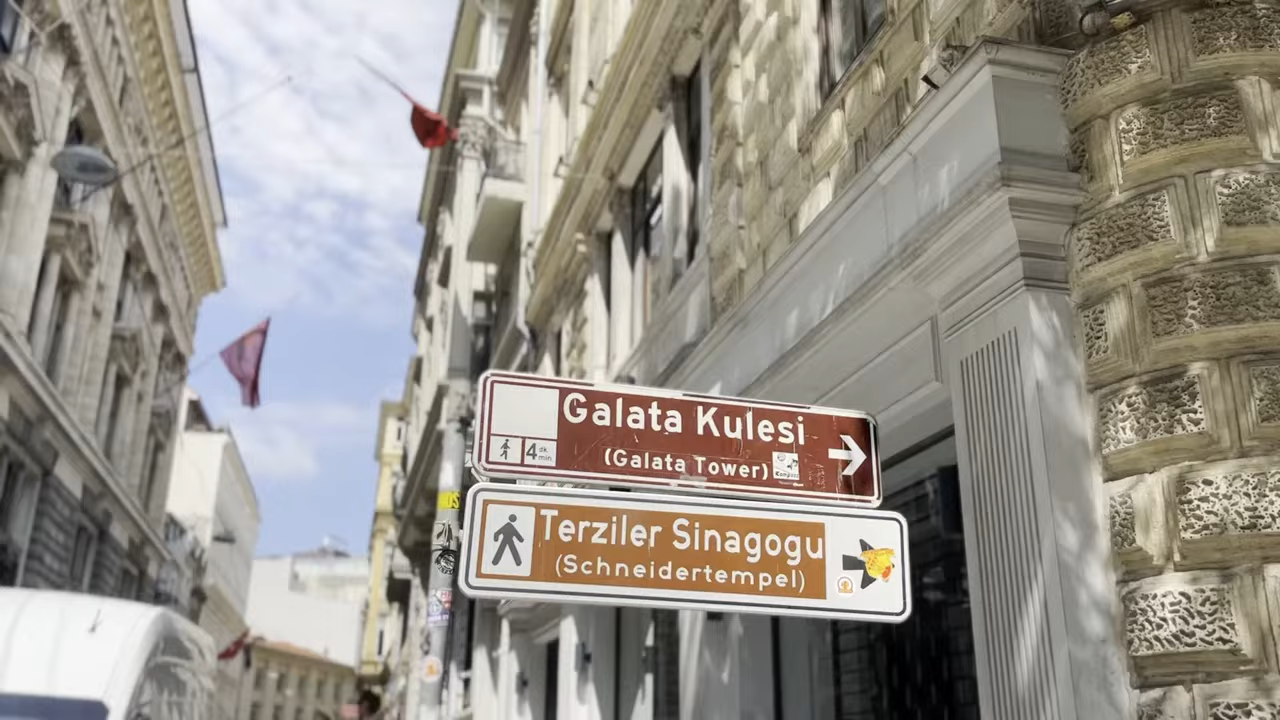 Galata Kulesi
4 dk
min.
(Galata Tower)
Terziler Sinagogu
(Schneidertempel)